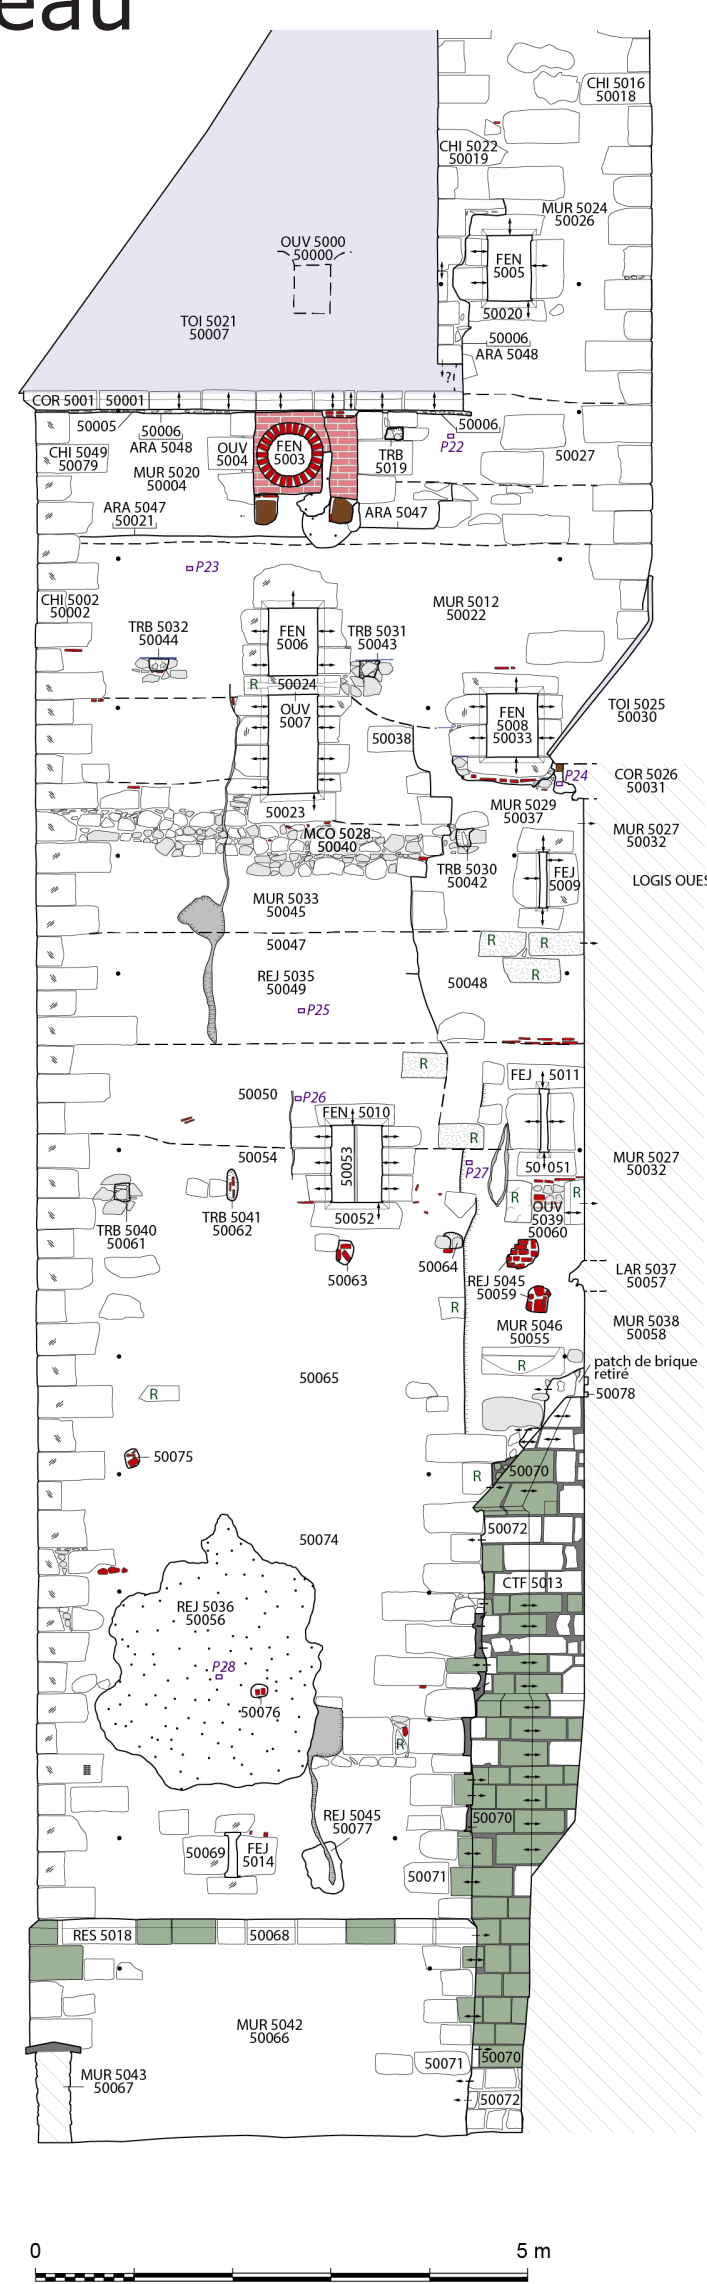 eau
CHI 5016
50018
CHI 5022
50019
MUR 5024
50026
OUV 5000
50000
FEN
5005
50020
TOI 5021
50007
50006
ARA 5048
?
COR 5001
50001
50005
50006
ARA 5048
50006
CHI 5049
50079
OUV
5004
FEN
5003
TRB
5019
P22
50027
MUR 5020
50004
ARA 5047
50021
ARA 5047
P23
CHI 5002
50002
MUR 5012
50022
TRB 5032
50044
FEN
5006
TRB 5031
50043
R
50024
OUV
5007
FEN
5008
50033
TOI 5025
50030
50038
P24
COR 5026
50031
50023
MUR 5029
50037
MCO 5028
50040
MUR 5027
50032
TRB 5030
50042
FEJ
5009
LOGIS OUES
MUR 5033
50045
50047
R
R
R
REJ 5035
50049
50048
P25
R
FEJ
5011
50050
P26
FEN
5010
50053
R
50054
50051
MUR 5027
50032
P27
TRB 5040
50061
TRB 5041
50062
R
R
OUV
5039
50060
50052
50063
50064
REJ 5045
50059
LAR 5037
50057
R
MUR 5046
50055
MUR 5038
50058
R
patch de brique
retiré
50078
50065
R
50075
R
50070
50074
50072
CTF 5013
REJ 5036
50056
P28
50076
R
REJ 5045
50077
50070
50069
FEJ
5014
50071
RES 5018
50068
MUR 5042
50066
50071
50070
MUR 5043
50067
50072
0
5 m